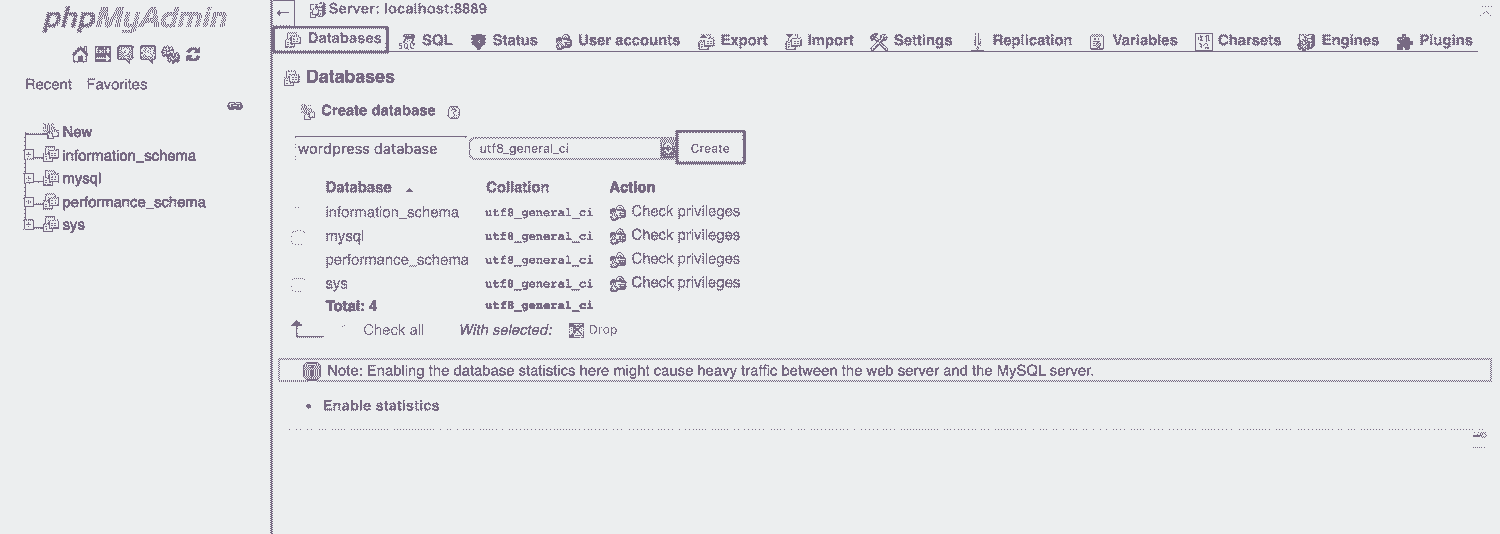 phpMyAdmin
Recent Favorites
New
information_schema
mysql
performance_schema
sys
← Server: localhost:8889
Databases SQL Status User accounts Export Import Settings Replication Variables Charsets Engines Plugins
Databases
Create database
wordpress database utf8_general_ci Create
Database Collation Action
information_schema utf8_general_ci Check privileges
mysql utf8_general_ci Check privileges
performance_schema utf8_general_ci Check privileges
sys utf8_general_ci Check privileges
Total: 4 utf8_general_ci
Check all With selected: Drop
Note: Enabling the database statistics here might cause heavy traffic between the web server and the MySQL server.
• Enable statistics